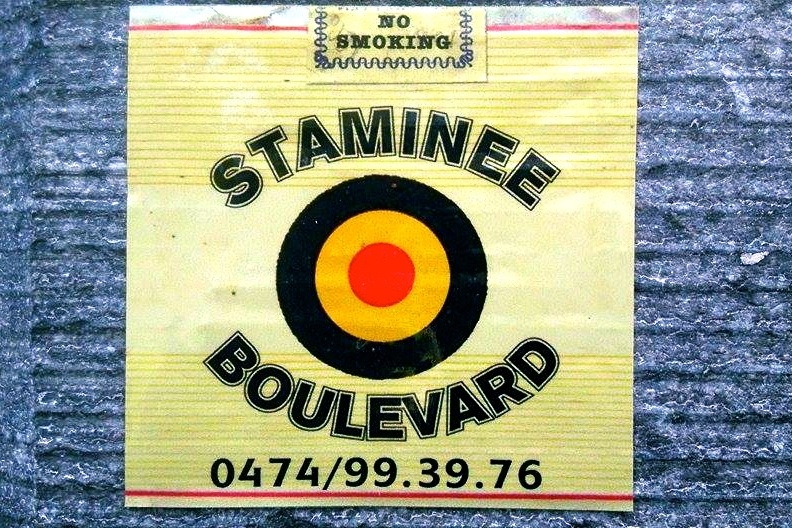 NO
SMOKING
STAMINEE
BOULEVARD
0474/99.39.76